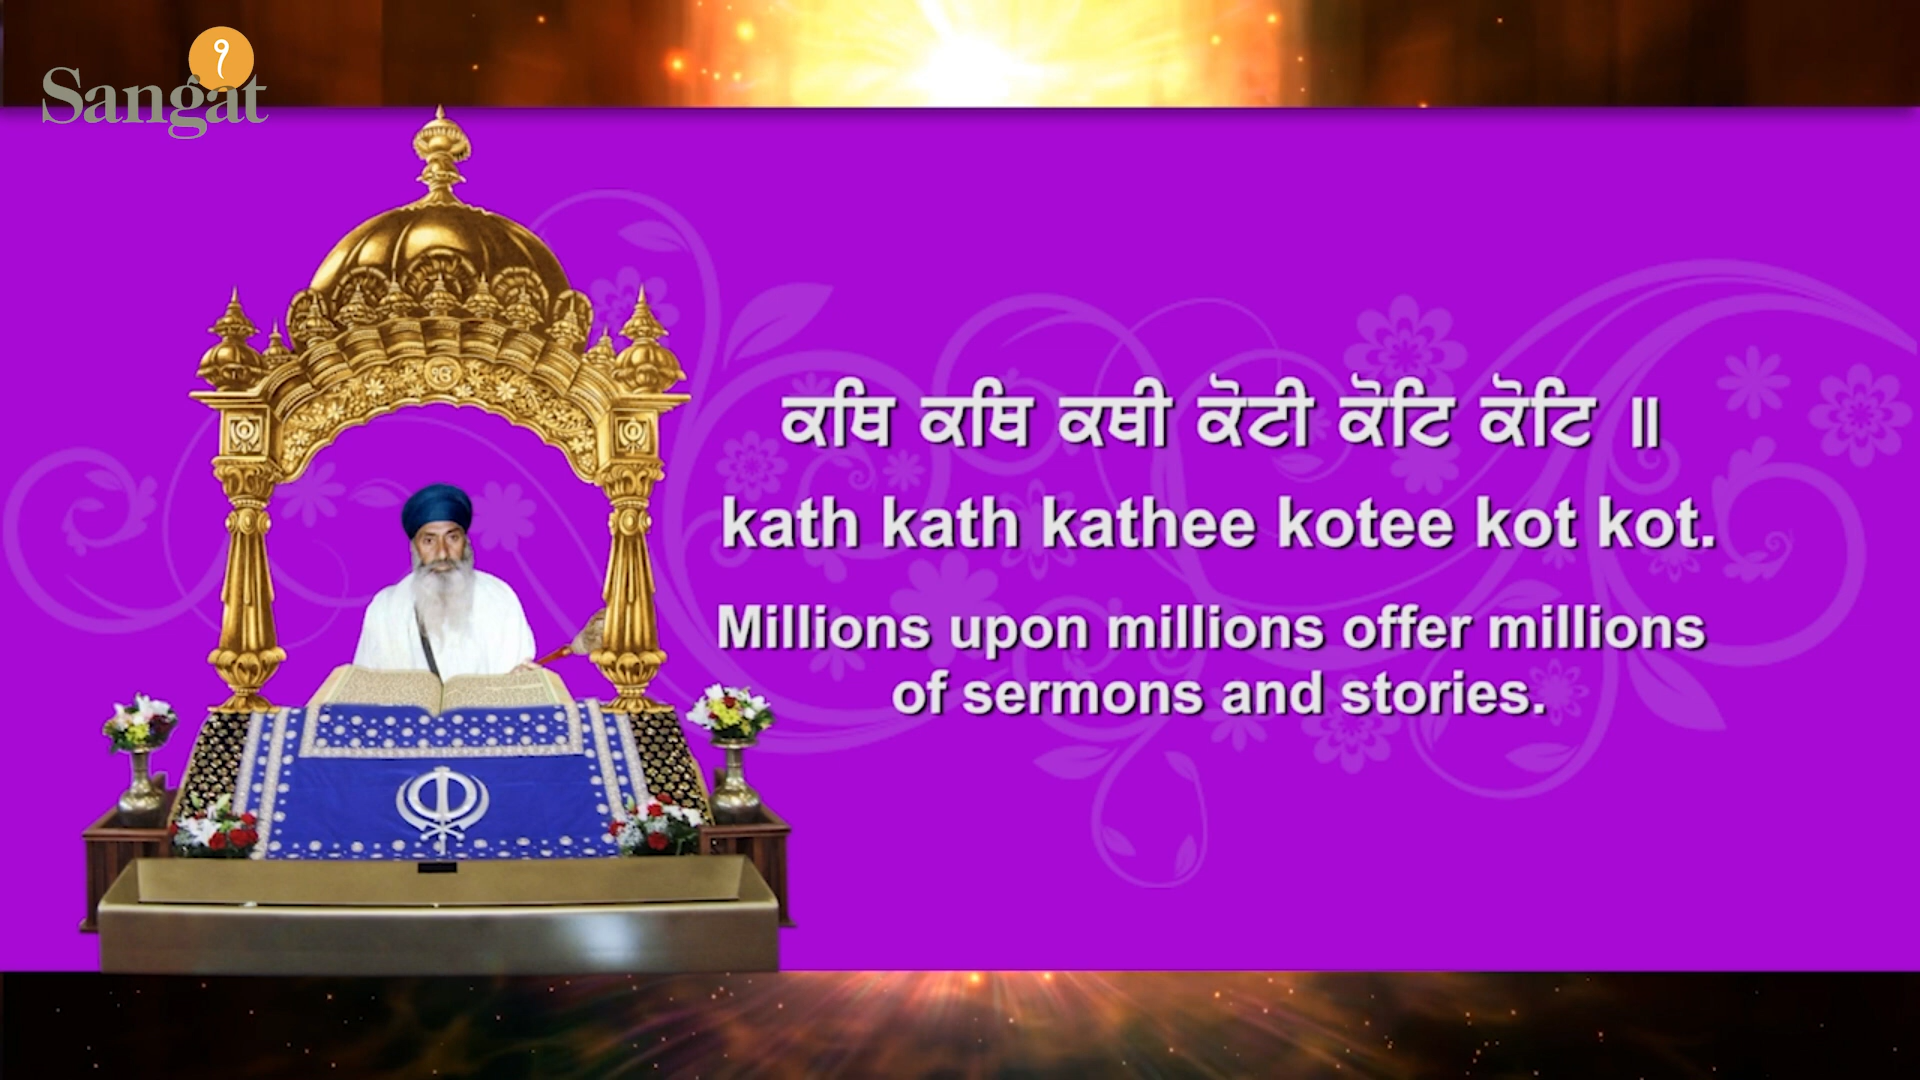 Sangat
੧
ਕਥਿ ਕਥਿ ਕਥੀ ਕੋਟੀ ਕੋਟਿ ਕੋਟਿ ॥
kath kath kathee kotee kot kot.
Millions upon millions offer millions
of sermons and stories.